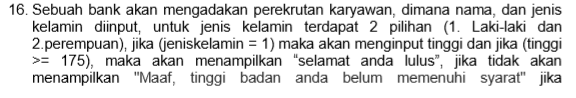 16. Sebuah bank akan mengadakan perekrutan karyawan, dimana nama, dan jenis
kelamin diinput, untuk jenis kelamin terdapat 2 pilihan (1. Laki-laki dan
2.perempuan), jika (jeniskelamin = 1) maka akan menginput tinggi dan jika (tinggi
>= 175), maka akan menampilkan "selamat anda lulus", jika tidak akan
menampilkan "Maaf, tinggi badan anda belum memenuhi syarat" jika